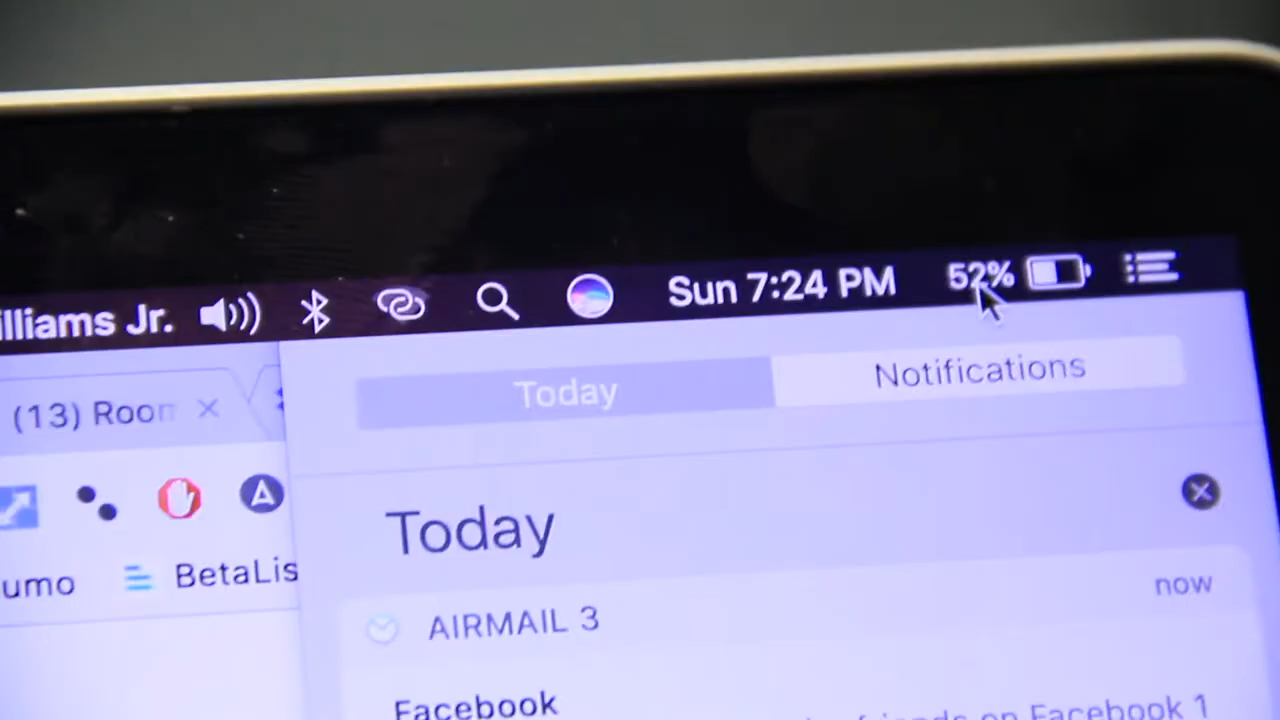 illiams Jr. Sun 7:24 PM 52%
(13) Room
Today Notifications
umo BetaLis
Today
AIRMAIL 3 now
Facebook friends on Facebook 1